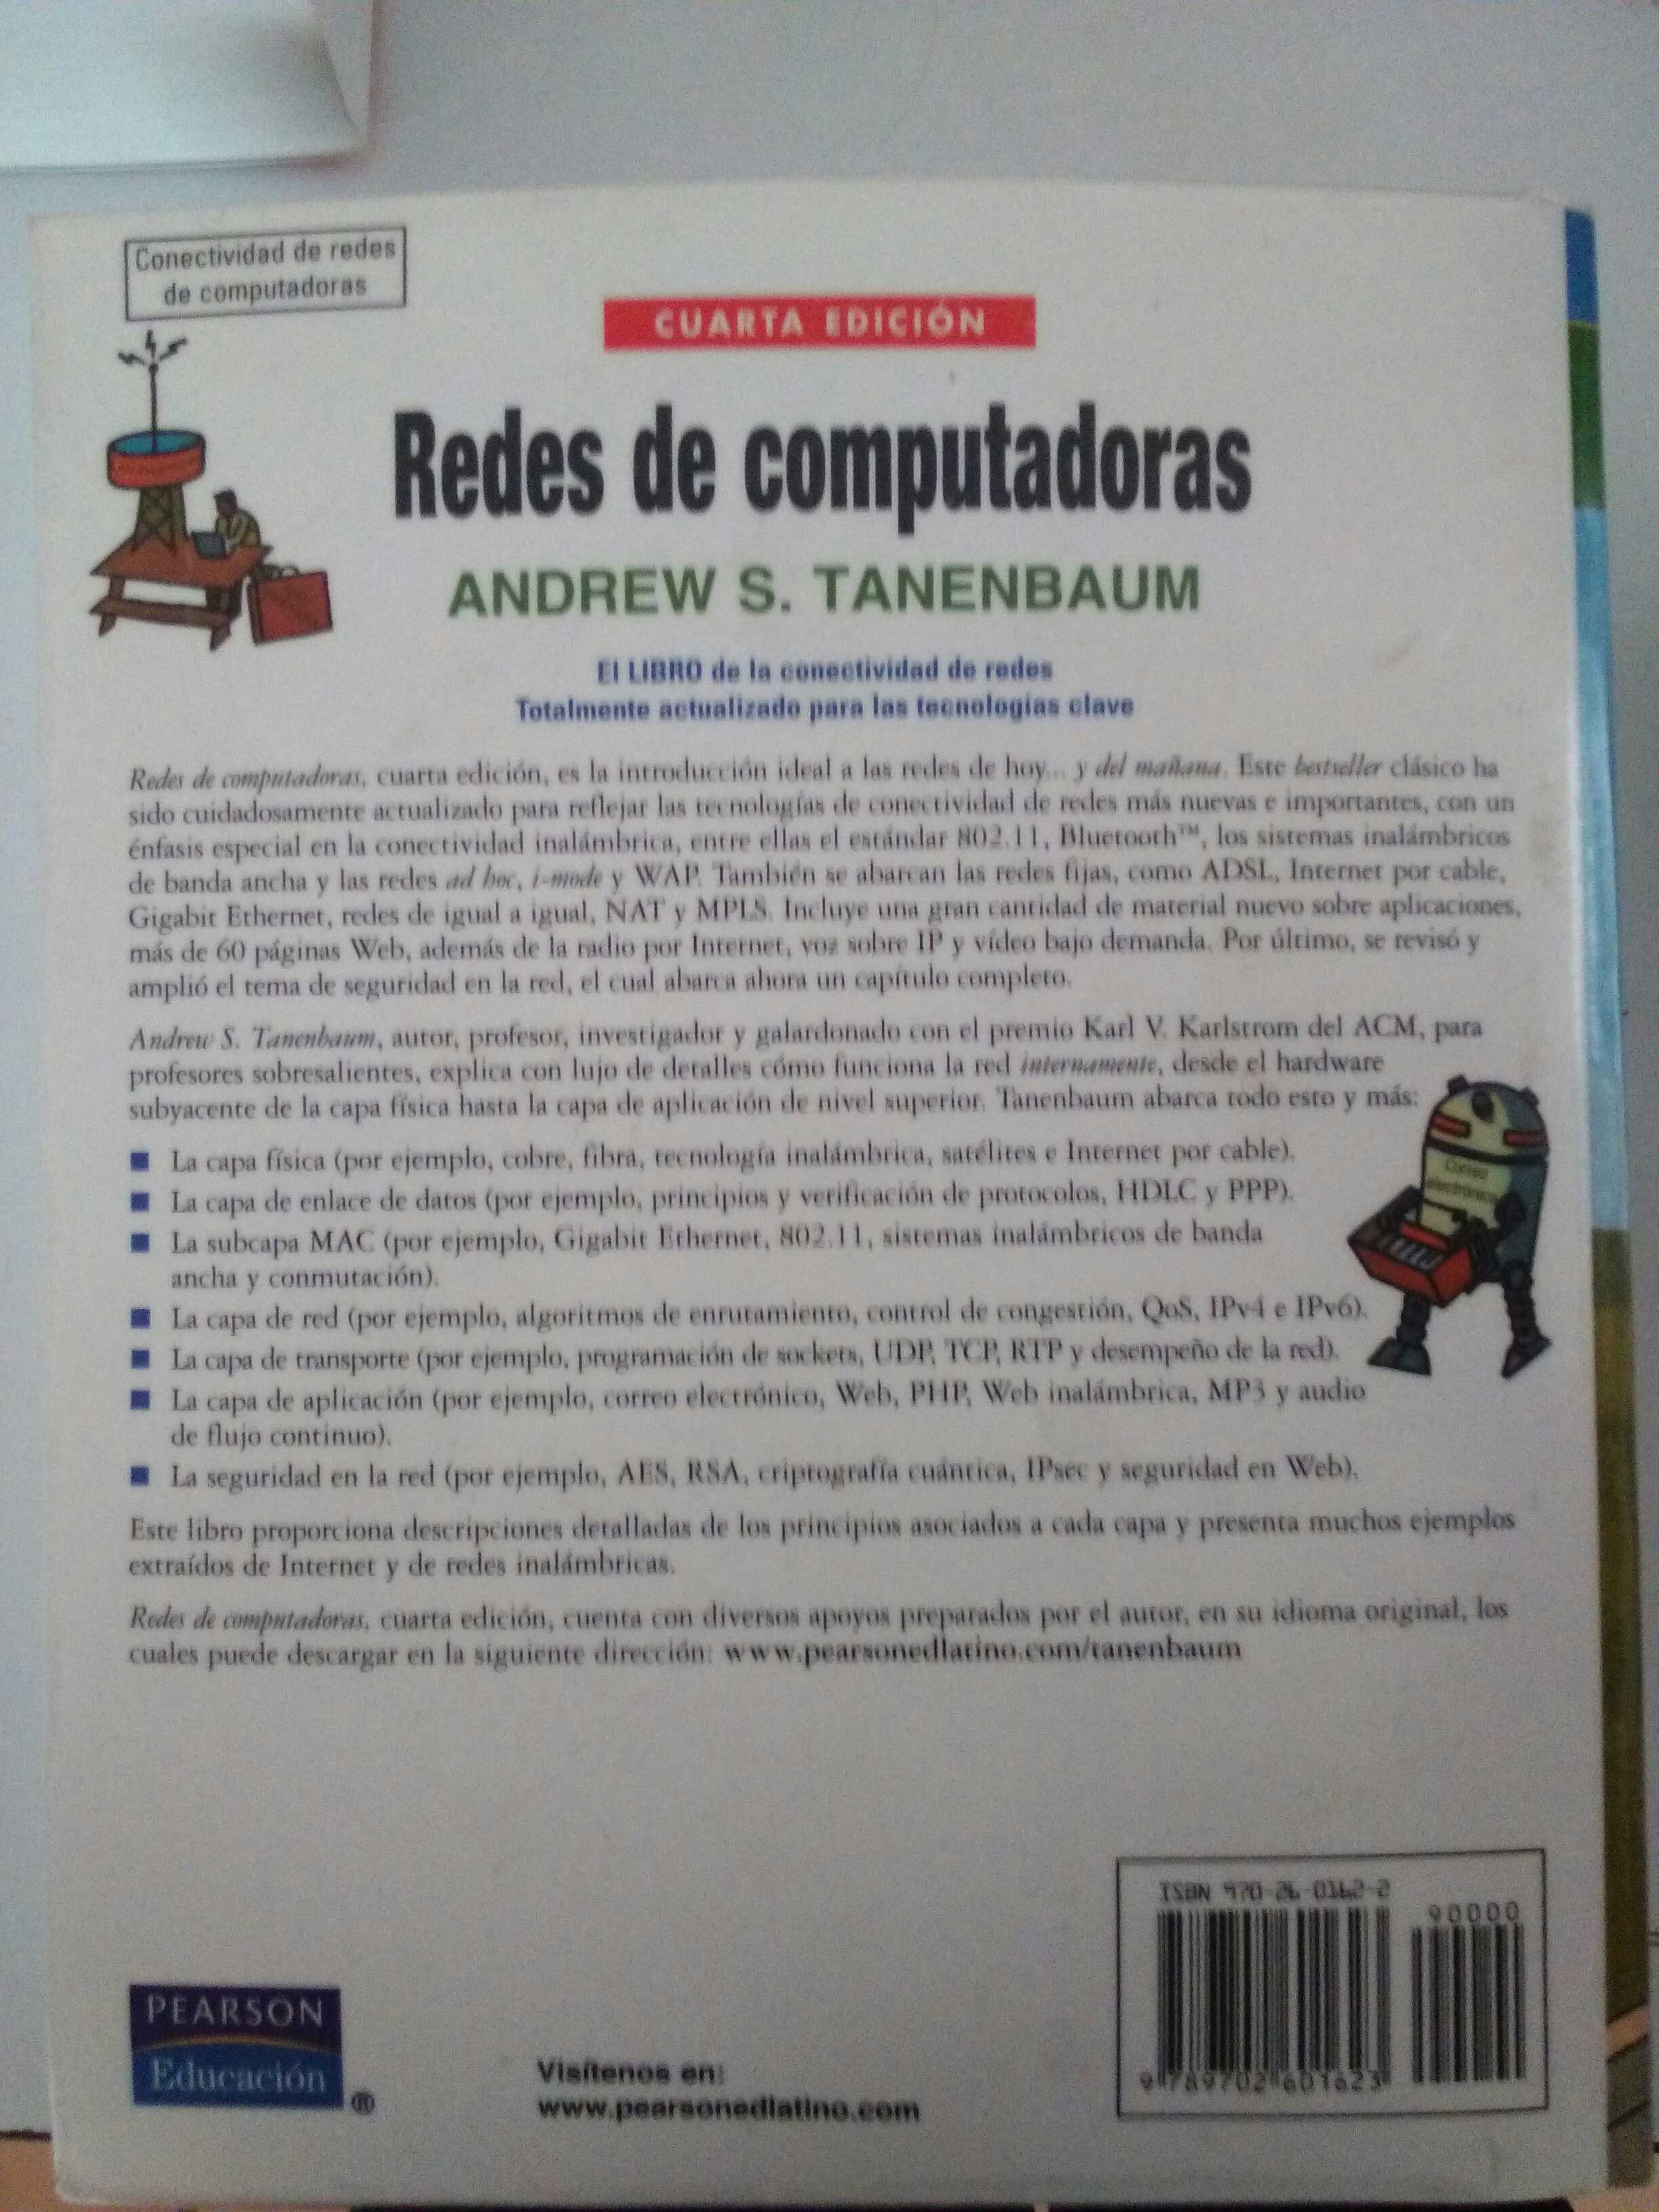 Conectividad de redes
de computadoras
CUARTA EDICIÓN
Redes de computadoras
ANDREW S. TANENBAUM
El LIBRO de la conectividad de redes
Totalmente actualizado para las tecnologías clave
Redes de computadoras, cuarta edición, es la introducción ideal a las redes de hoy... y del mañana. Este bestseller clásico ha
sido cuidadosamente actualizado para reflejar las tecnologías de conectividad de redes más nuevas e importantes, con un
énfasis especial en la conectividad inalámbrica, entre ellas el estándar 802.11, Bluetooth™, los sistemas inalámbricos
de banda ancha y las redes ad hoc, i-mode y WAP. También se abarcan las redes fijas, como ADSL, Internet por cable,
Gigabit Ethernet, redes de igual a igual, NAT y MPLS. Incluye una gran cantidad de material nuevo sobre aplicaciones,
más de 60 páginas Web, además de la radio por Internet, voz sobre IP y vídeo bajo demanda. Por último, se revisó y
amplió el tema de seguridad en la red, el cual abarca ahora un capítulo completo.
Andrew S. Tanenbaum, autor, profesor, investigador y galardonado con el premio Karl V. Karlstrom del ACM, para
profesores sobresalientes, explica con lujo de detalles cómo funciona la red internamente, desde el hardware
subyacente de la capa física hasta la capa de aplicación de nivel superior. Tanenbaum abarca todo esto y más:
■ La capa física (por ejemplo, cobre, fibra, tecnología inalámbrica, satélites e Internet por cable).
■ La capa de enlace de datos (por ejemplo, principios y verificación de protocolos, HDLC y PPP).
■ La subcapa MAC (por ejemplo, Gigabit Ethernet, 802.11, sistemas inalámbricos de banda
ancha y conmutación).
■ La capa de red (por ejemplo, algoritmos de enrutamiento, control de congestión, QoS, IPv4 e IPv6).
■ La capa de transporte (por ejemplo, programación de sockets, UDP, TCP, RTP y desempeño de la red).
■ La capa de aplicación (por ejemplo, correo electrónico, Web, PHP, Web inalámbrica, MP3 y audio
de flujo continuo).
■ La seguridad en la red (por ejemplo, AES, RSA, criptografía cuántica, IPsec y seguridad en Web).
Correo
electrónico
Este libro proporciona descripciones detalladas de los principios asociados a cada capa y presenta muchos ejemplos
extraídos de Internet y de redes inalámbricas.
Redes de computadoras, cuarta edición, cuenta con diversos apoyos preparados por el autor, en su idioma original, los
cuales puede descargar en la siguiente dirección: www.pearsonedlatino.com/tanenbaum
ISBN 970-26-0162-2
90000
9 789702 601623
PEARSON
Educación
®
Visítenos en:
www.pearsonedlatino.com